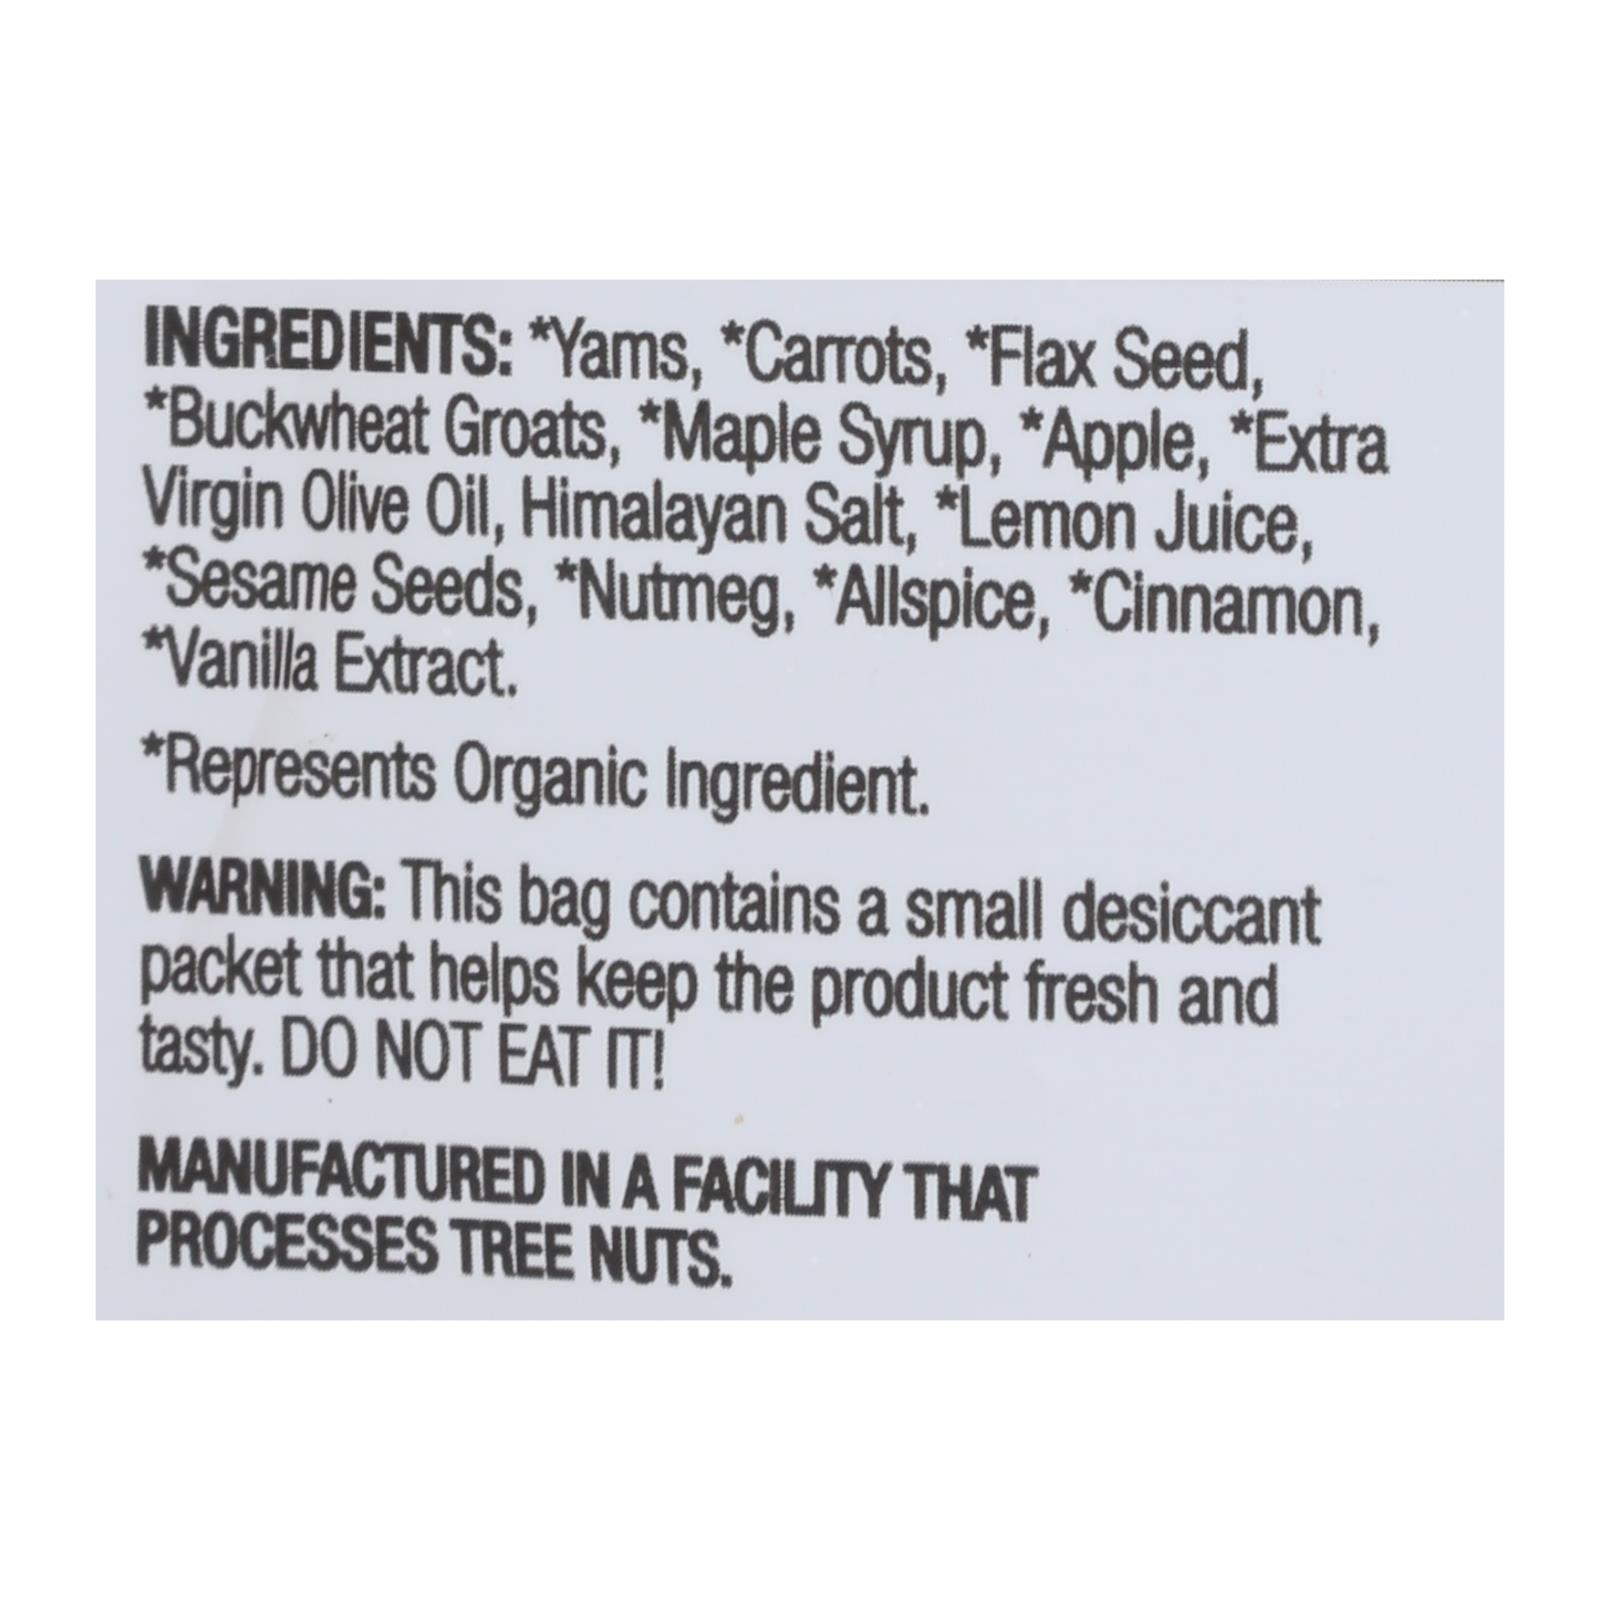 INGREDIENTS: *Yams, *Carrots, *Flax Seed,
*Buckwheat Groats, *Maple Syrup, *Apple, *Extra
Virgin Olive Oil, Himalayan Salt, *Lemon Juice,
*Sesame Seeds, *Nutmeg, *Allspice, *Cinnamon,
*Vanilla Extract.
*Represents Organic Ingredient.
WARNING: This bag contains a small desiccant
packet that helps keep the product fresh and
tasty. DO NOT EAT IT!
MANUFACTURED IN A FACILITY THAT
PROCESSES TREE NUTS.